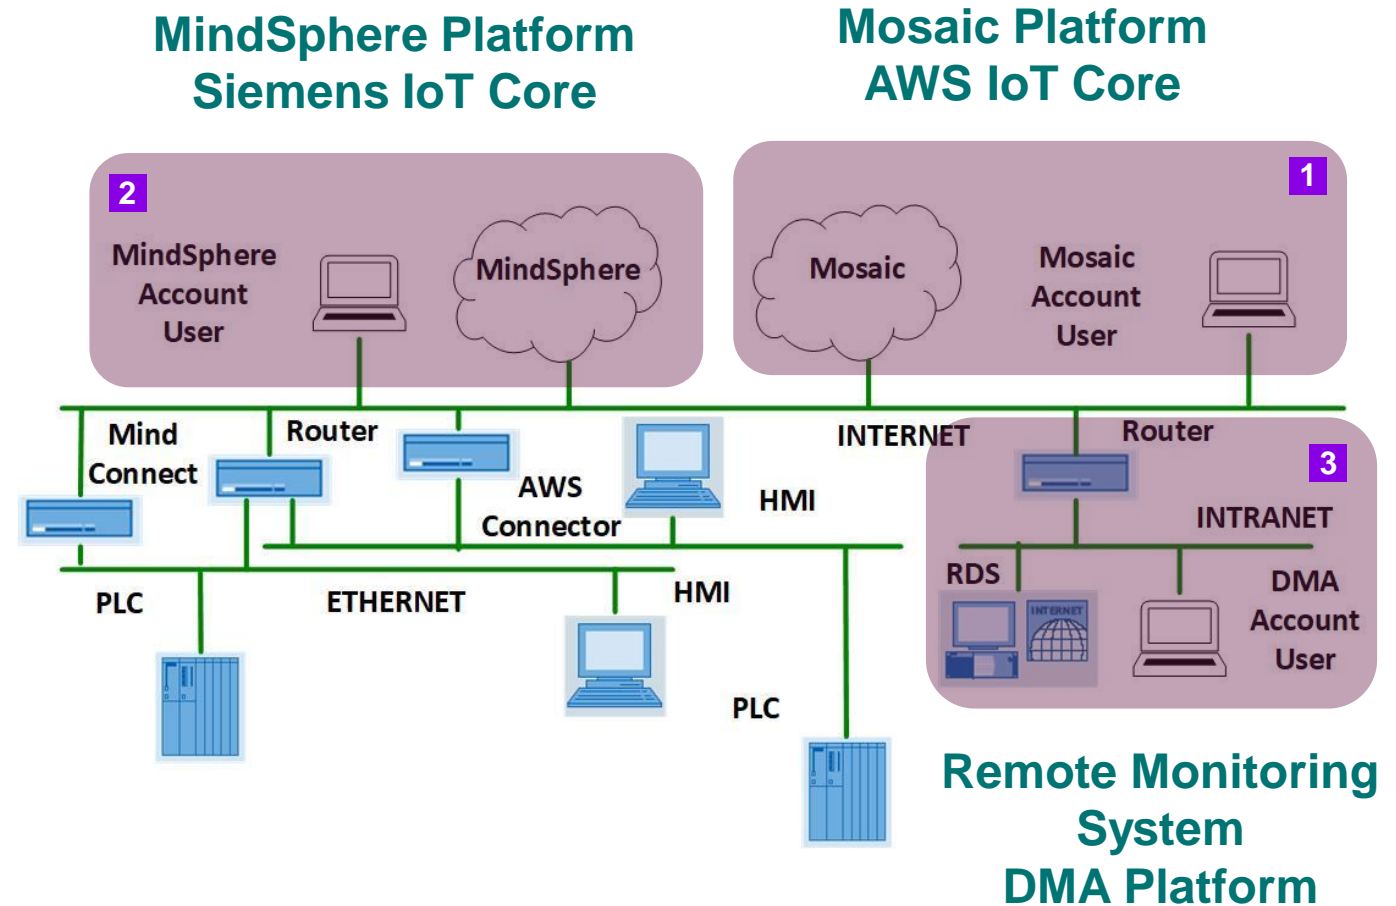 MindSphere Platform
Siemens IoT Core
Mosaic Platform
AWS IoT Core
2
MindSphere
Account
User
MindSphere
1
Mosaic
Mosaic
Account
User
Mind
Connect
Router
AWS
Connector
HMI
INTERNET
Router
3
INTRANET
RDS
INTERNET
DMA
Account
User
PLC
ETHERNET
HMI
PLC
Remote Monitoring
System
DMA Platform